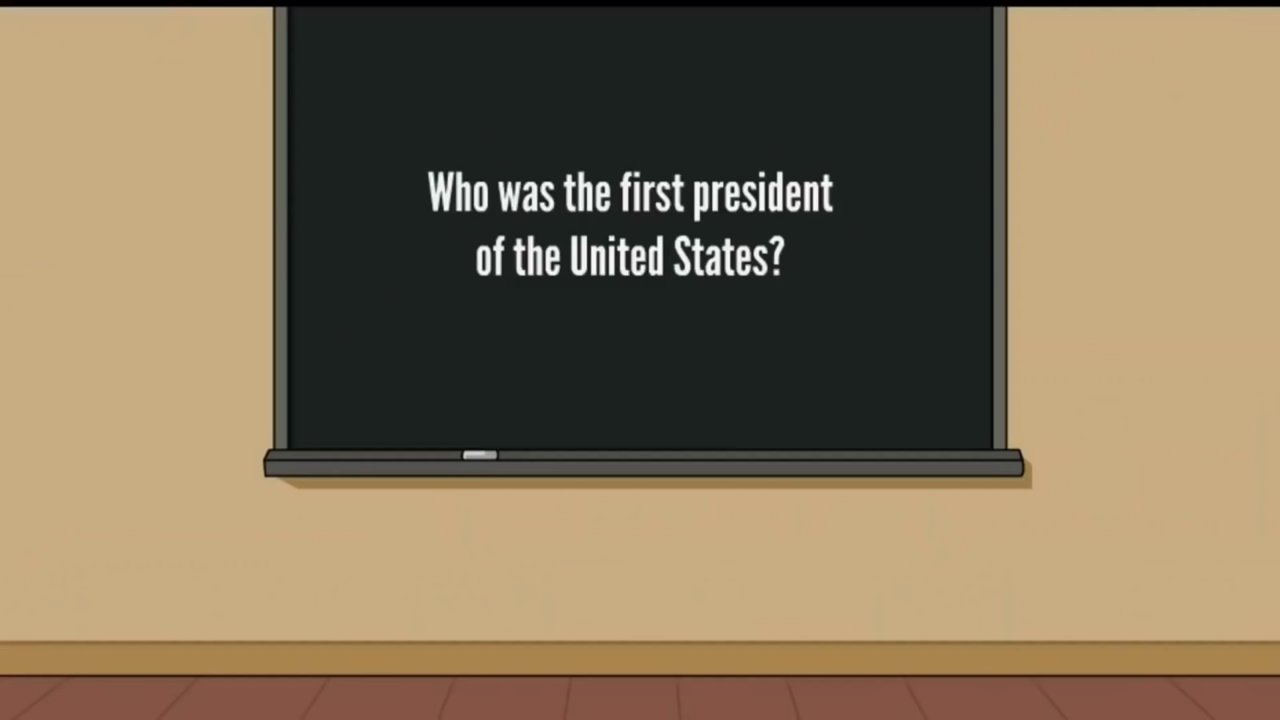 Who was the first president
of the United States?